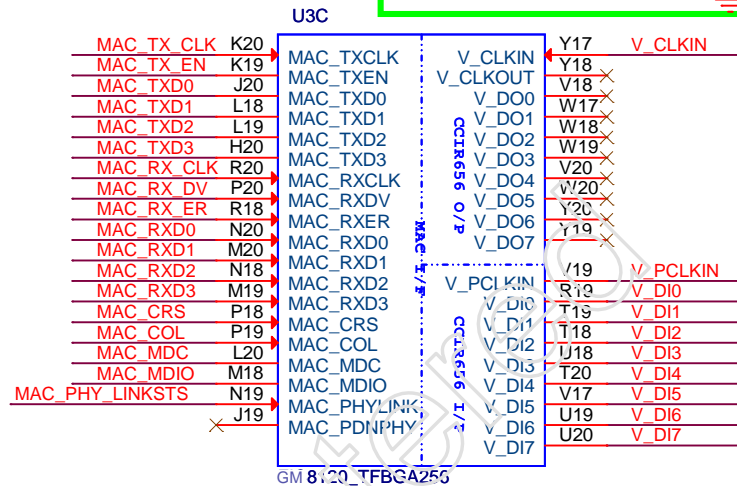 U3C
MAC_TX_CLK K20 MAC_TXCLK
MAC_TX_EN K19 MAC_TXEN
MAC_TXD0 J20 MAC_TXD0
MAC_TXD1 L18 MAC_TXD1
MAC_TXD2 L19 MAC_TXD2
MAC_TXD3 H20 MAC_TXD3
MAC_RX_CLK R20 MAC_RXCLK
MAC_RX_DV P20 MAC_RXDV
MAC_RX_ER R18 MAC_RXER
MAC_RXD0 N20 MAC_RXD0
MAC_RXD1 M20 MAC_RXD1
MAC_RXD2 N18 MAC_RXD2
MAC_RXD3 M19 MAC_RXD3
MAC_CRS P18 MAC_CRS
MAC_COL P19 MAC_COL
MAC_MDC L20 MAC_MDC
MAC_MDIO M18 MAC_MDIO
MAC_PHY_LINKSTS N19 MAC_PHYLINK
J19 MAC_PDNPHY
MAC I/F
V_CLKIN Y17 V_CLKIN
V_CLKOUT Y18
V_DO0 V18
V_DO1 W17
V_DO2 W18
V_DO3 W19
V_DO4 V20
V_DO5 W20
V_DO6 Y20
V_DO7 Y19
CCIR656 O/P
V_PCLKIN V19 V_PCLKIN
V_DI0 R19 V_DI0
V_DI1 T19 V_DI1
V_DI2 T18 V_DI2
V_DI3 U18 V_DI3
V_DI4 T20 V_DI4
V_DI5 V17 V_DI5
V_DI6 U19 V_DI6
V_DI7 U20 V_DI7
CCIR656 I/F
GM 8120_TFBGA256